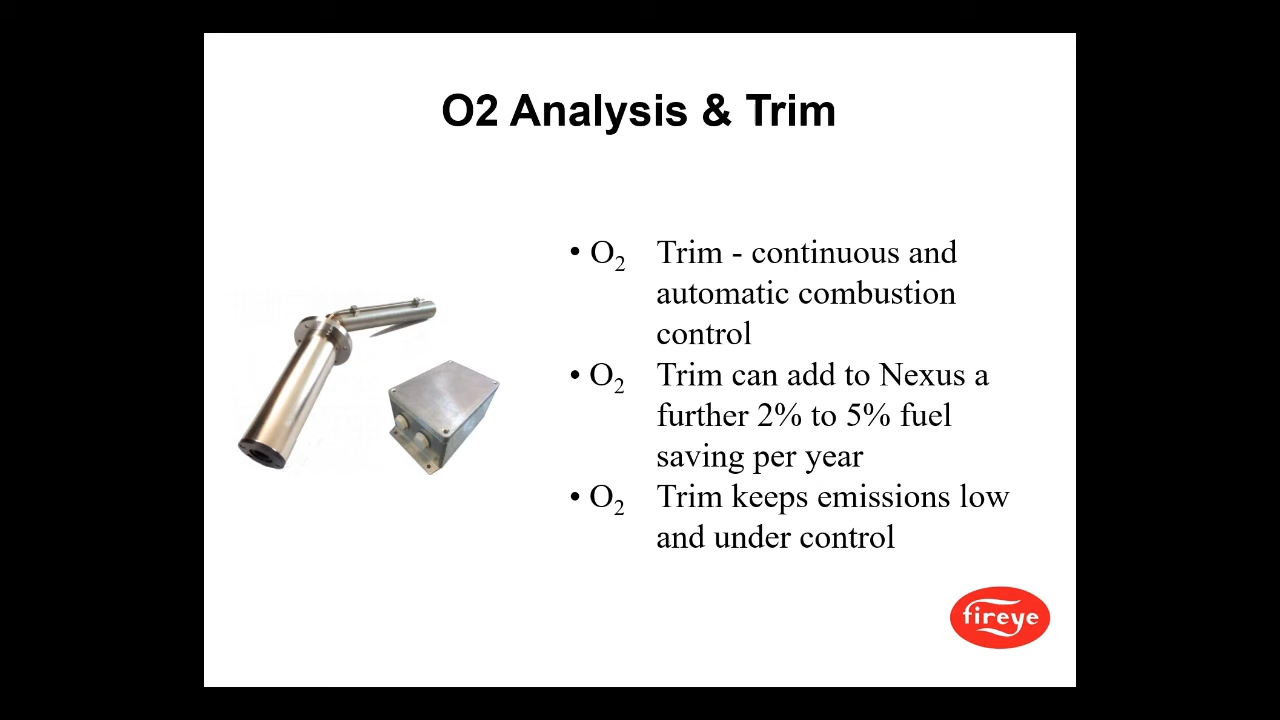 O2 Analysis & Trim
• O₂ Trim - continuous and
automatic combustion
control
• O₂ Trim can add to Nexus a
further 2% to 5% fuel
saving per year
• O₂ Trim keeps emissions low
and under control
fireye